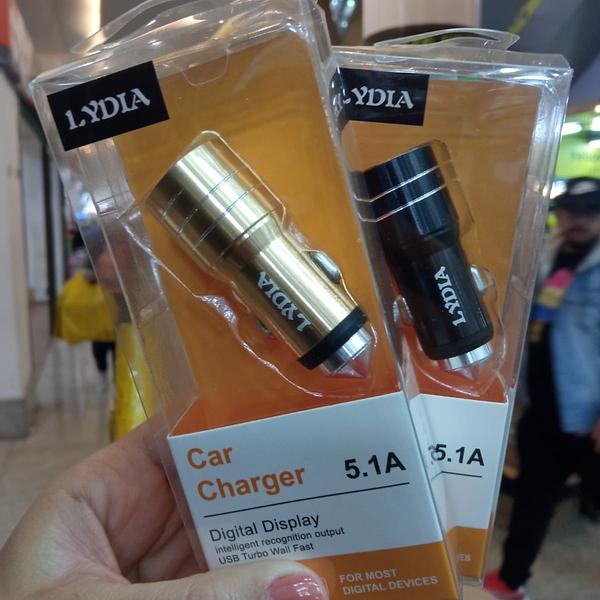 LYDIA
LYDIA
Car
Charger 5.1A
Digital Display
intelligent recognition output
USB Turbo Wall Fast
FOR MOST
DIGITAL DEVICES
LYDIA
LYDIA
5.1A